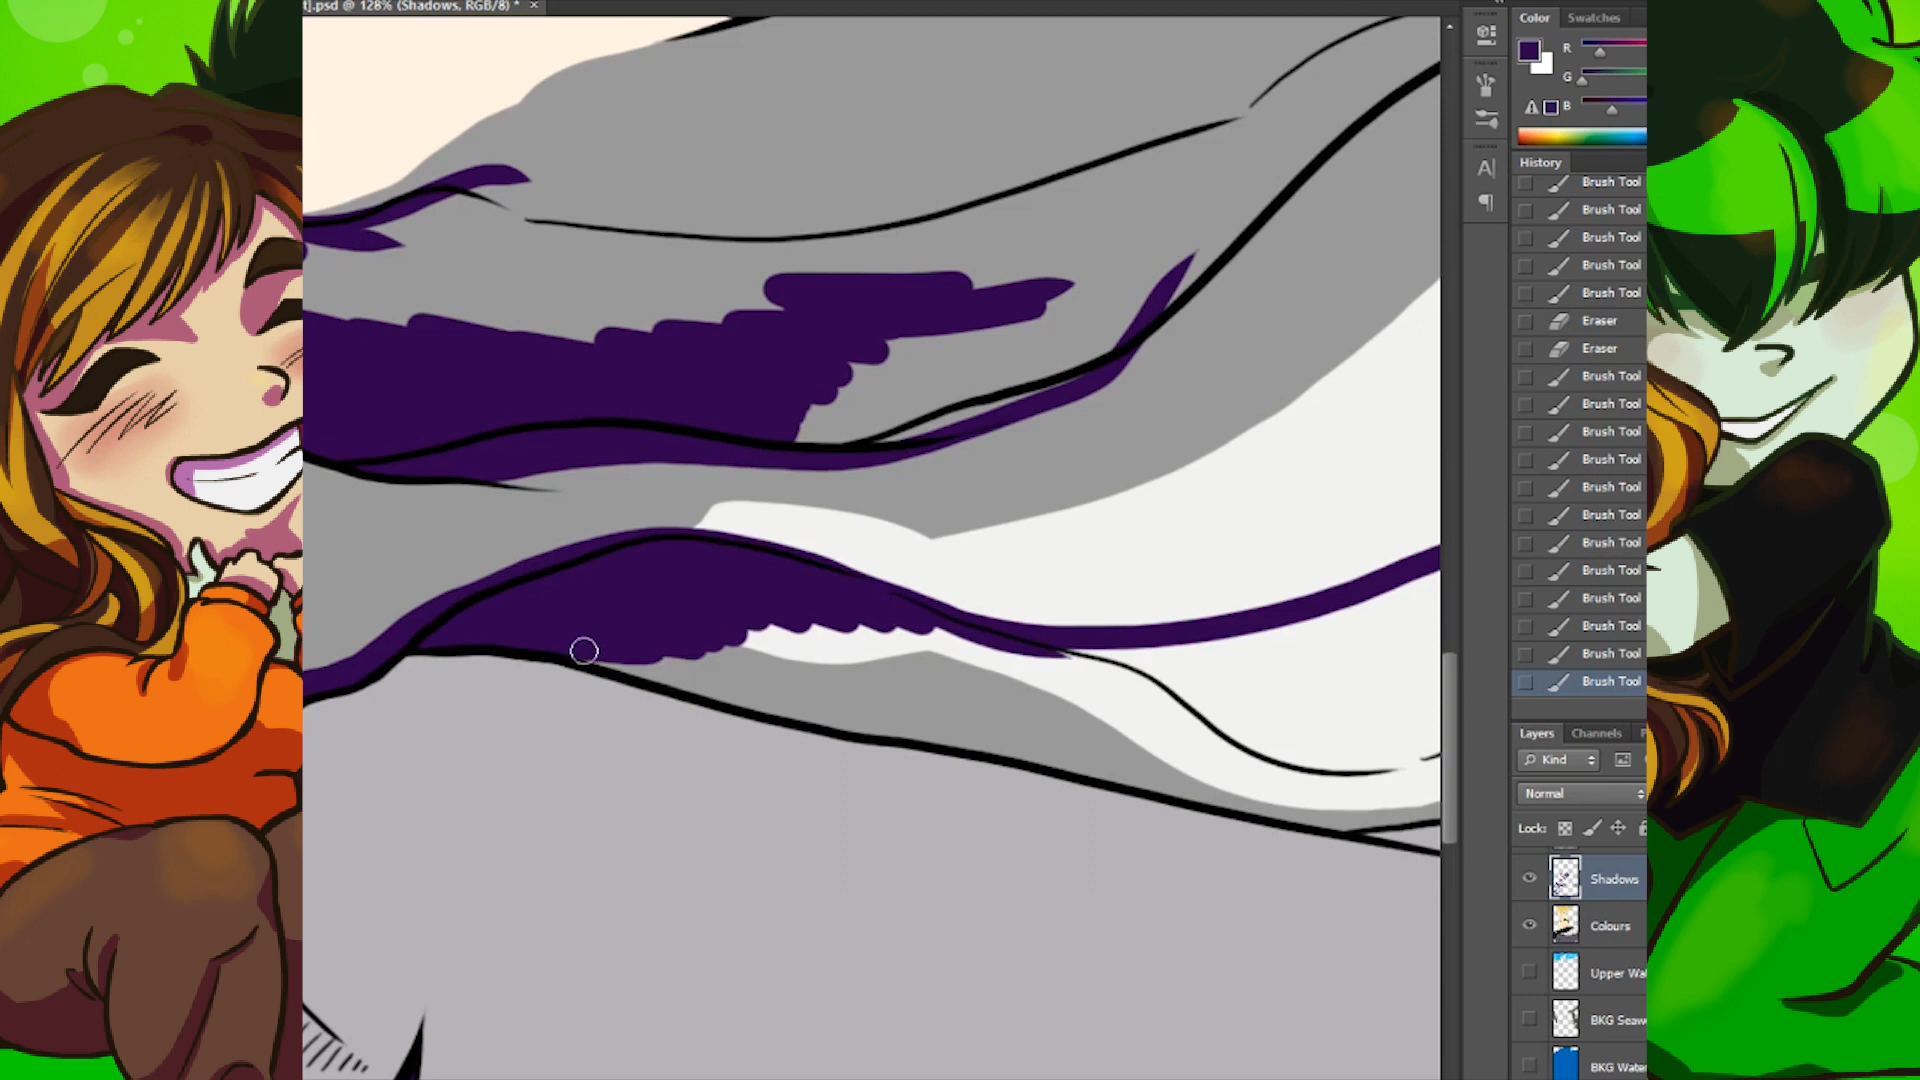 t].psd @ 128% (Shadows, RGB/8) * ×
Color Swatches
R
G
B
History
Brush Tool
Brush Tool
Brush Tool
Brush Tool
Brush Tool
Eraser
Eraser
Brush Tool
Brush Tool
Brush Tool
Brush Tool
Brush Tool
Brush Tool
Brush Tool
Brush Tool
Brush Tool
Brush Tool
Brush Tool
Brush Tool
Layers Channels P
Kind
Normal
Lock:
Shadows
Colours
Upper Wa
BKG Seaw
BKG Water